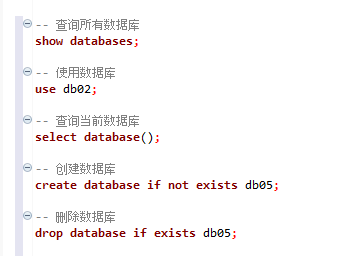 -- 查询所有数据库
show databases;
-- 使用数据库
use db02;
-- 查询当前数据库
select database();
-- 创建数据库
create database if not exists db05;
-- 删除数据库
drop database if exists db05;